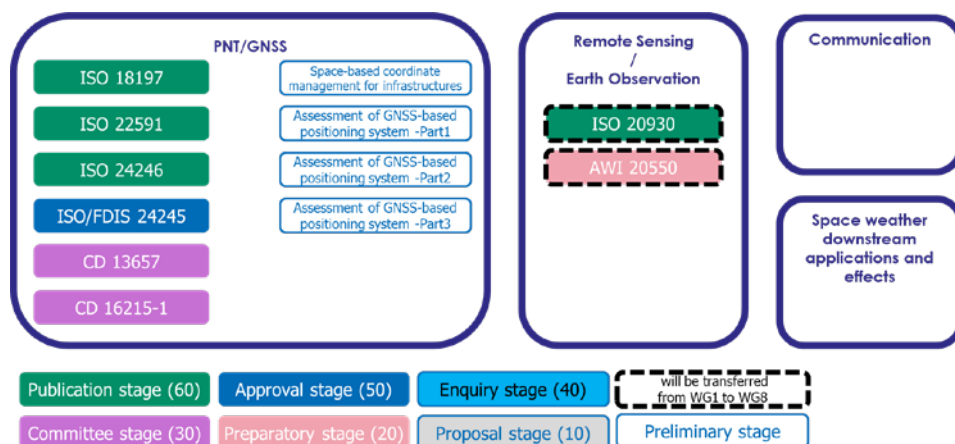 PNT/GNSS
ISO 18197
ISO 22591
ISO 24246
ISO/FDIS 24245
CD 13657
CD 16215-1
Space-based coordinate
management for infrastructures
Assessment of GNSS-based
positioning system -Part1
Assessment of GNSS-based
positioning system -Part2
Assessment of GNSS-based
positioning system -Part3
Remote Sensing
/
Earth Observation
ISO 20930
AWI 20550
Communication
Space weather
downstream
applications and
effects
Publication stage (60)
Approval stage (50)
Enquiry stage (40)
will be transferred
from WG1 to WG8
Committee stage (30)
Preparatory stage (20)
Proposal stage (10)
Preliminary stage